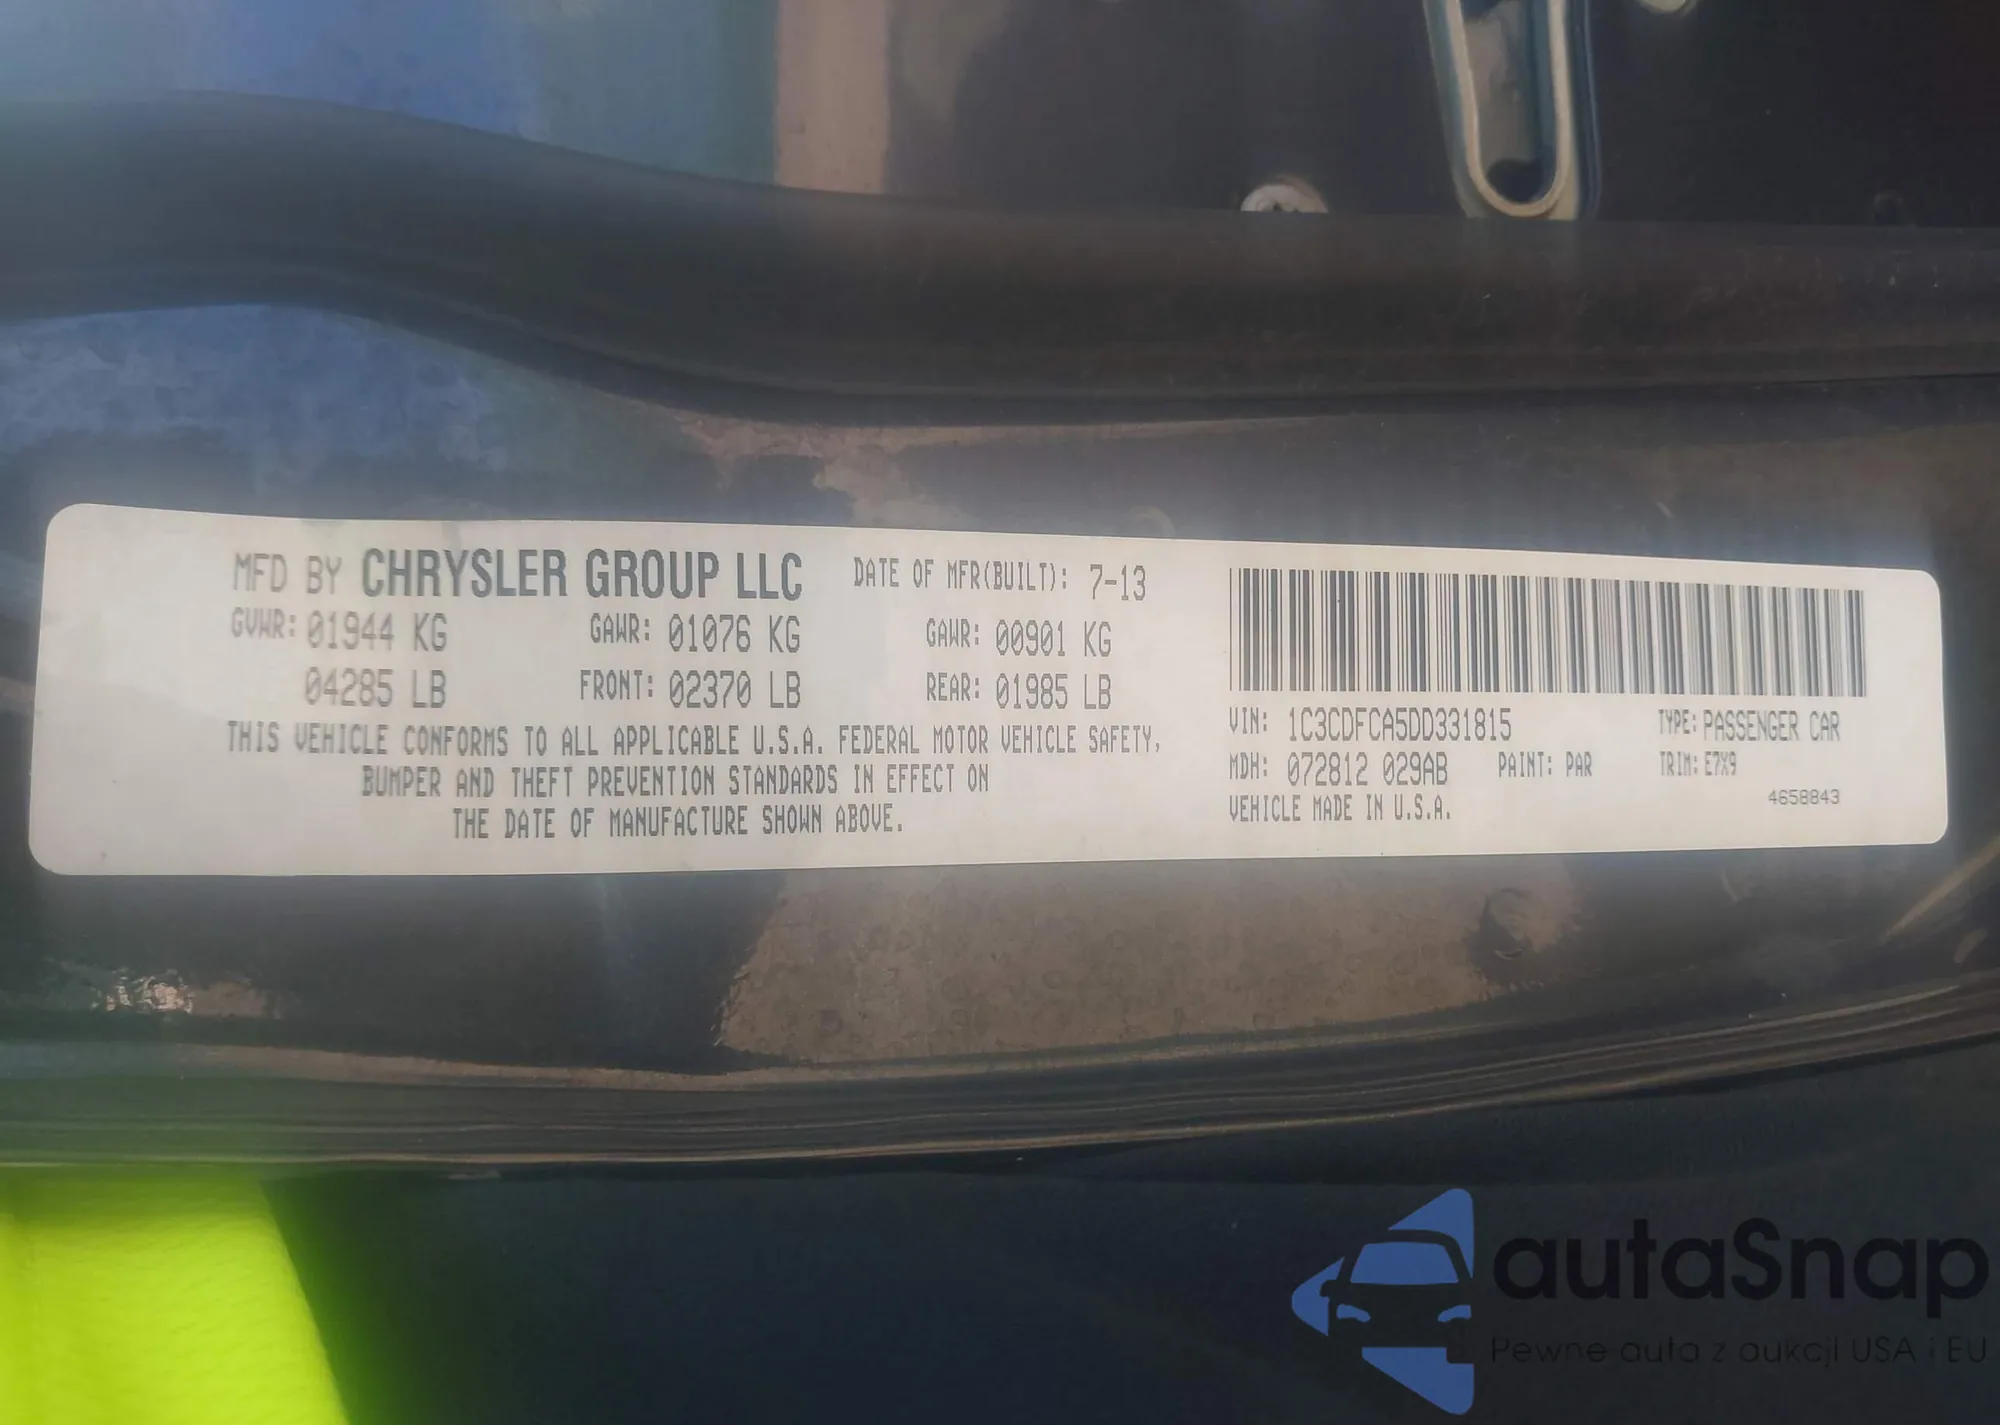 MFD BY CHRYSLER GROUP LLC DATE OF MFR(BUILT): 7-13
GVWR: 01944 KG GAWR: 01076 KG GAWR: 00901 KG
04285 LB FRONT: 02370 LB REAR: 01985 LB
THIS VEHICLE CONFORMS TO ALL APPLICABLE U.S.A. FEDERAL MOTOR VEHICLE SAFETY,
BUMPER AND THEFT PREVENTION STANDARDS IN EFFECT ON
THE DATE OF MANUFACTURE SHOWN ABOVE.
VIN: 1C3CDFCA5DD331815 TYPE: PASSENGER CAR
MDH: 072812 029AB PAINT: PAR TRIM: E7X9
VEHICLE MADE IN U.S.A. 4658843
autaSnap
Pewne auta z aukcji USA i EU